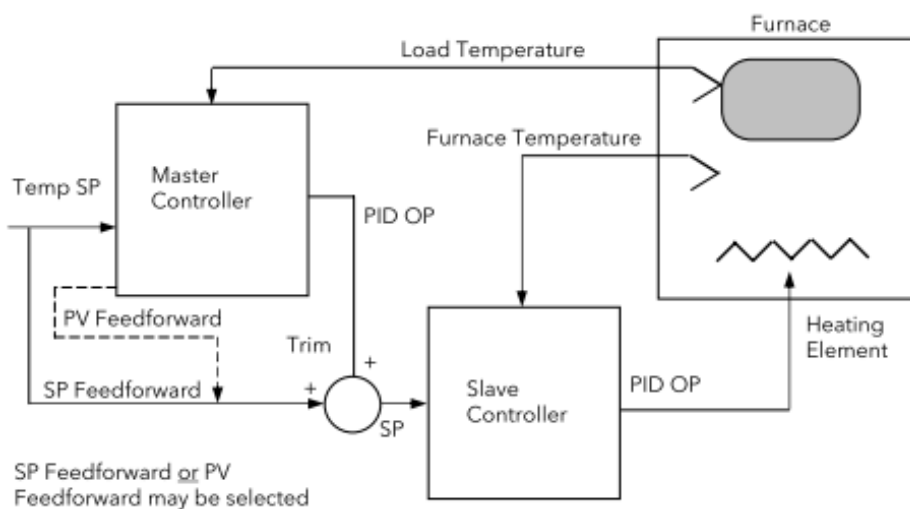 Furnace
Load Temperature
Furnace Temperature
Temp SP
Master
Controller
PID OP
PV Feedforward
Trim
+
Heating
Element
SP Feedforward
+
SP
Slave
Controller
PID OP
SP Feedforward or PV
Feedforward may be selected